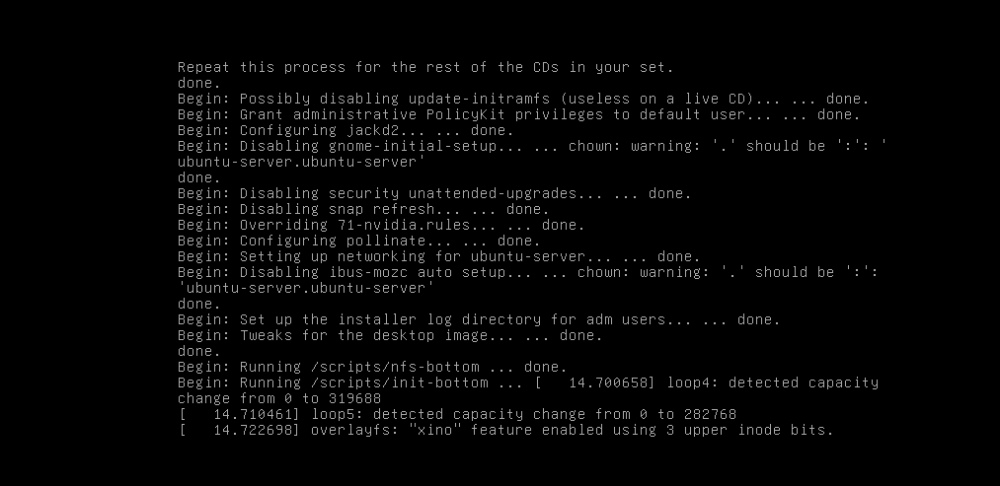 Repeat this process for the rest of the CDs in your set.
done.
Begin: Possibly disabling update-initramfs (useless on a live CD)... ... done.
Begin: Grant administrative PolicyKit privileges to default user... ... done.
Begin: Configuring jackd2... ... done.
Begin: Disabling gnome-initial-setup... ... chown: warning: '.' should be ':': '
ubuntu-server.ubuntu-server'
done.
Begin: Disabling security unattended-upgrades... ... done.
Begin: Disabling snap refresh... ... done.
Begin: Overriding 71-nvidia.rules... ... done.
Begin: Configuring pollinate... ... done.
Begin: Setting up networking for ubuntu-server... ... done.
Begin: Disabling ibus-mozc auto setup... ... chown: warning: '.' should be ':':
'ubuntu-server.ubuntu-server'
done.
Begin: Set up the installer log directory for adm users... ... done.
Begin: Tweaks for the desktop image... ... done.
done.
Begin: Running /scripts/nfs-bottom ... done.
Begin: Running /scripts/init-bottom ... [   14.700658] loop4: detected capacity
change from 0 to 319688
[   14.710461] loop5: detected capacity change from 0 to 282768
[   14.722698] overlayfs: "xino" feature enabled using 3 upper inode bits.